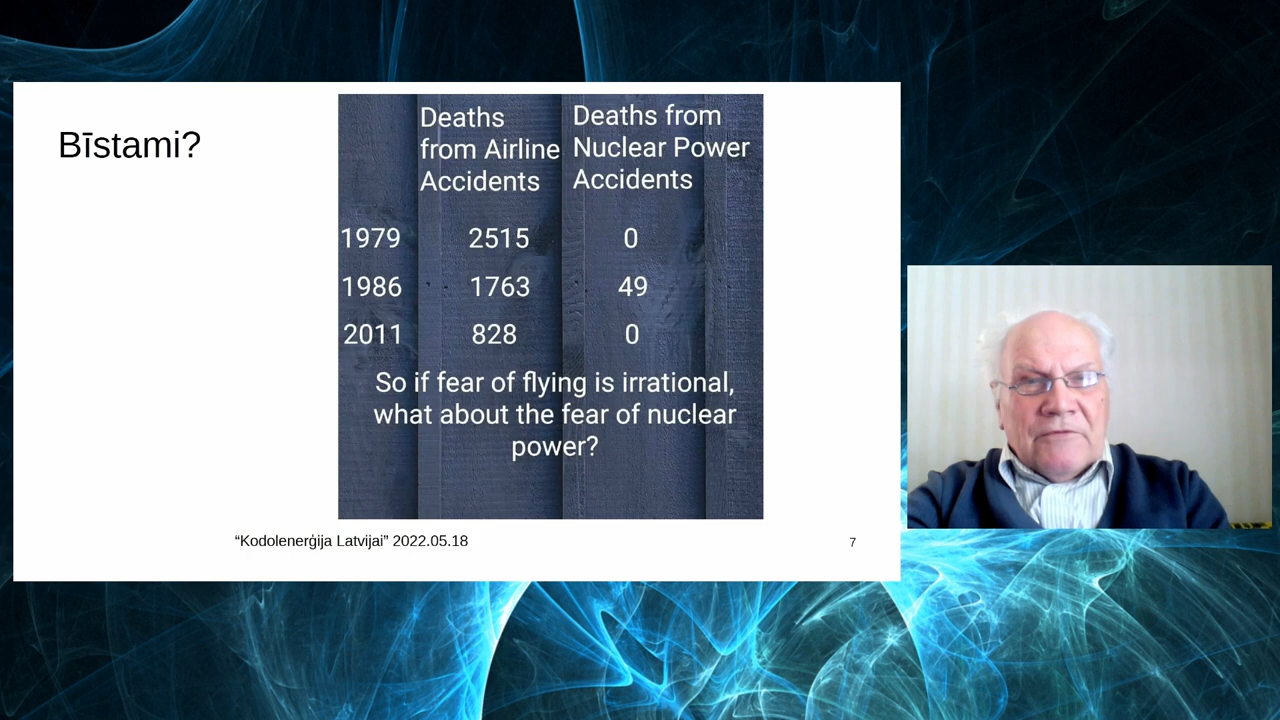 Bīstami?
Deaths
from Airline
Accidents
Deaths from
Nuclear Power
Accidents
1979 2515 0
1986 1763 49
2011 828 0
So if fear of flying is irrational,
what about the fear of nuclear
power?
“Kodolenerģija Latvijai” 2022.05.18
7